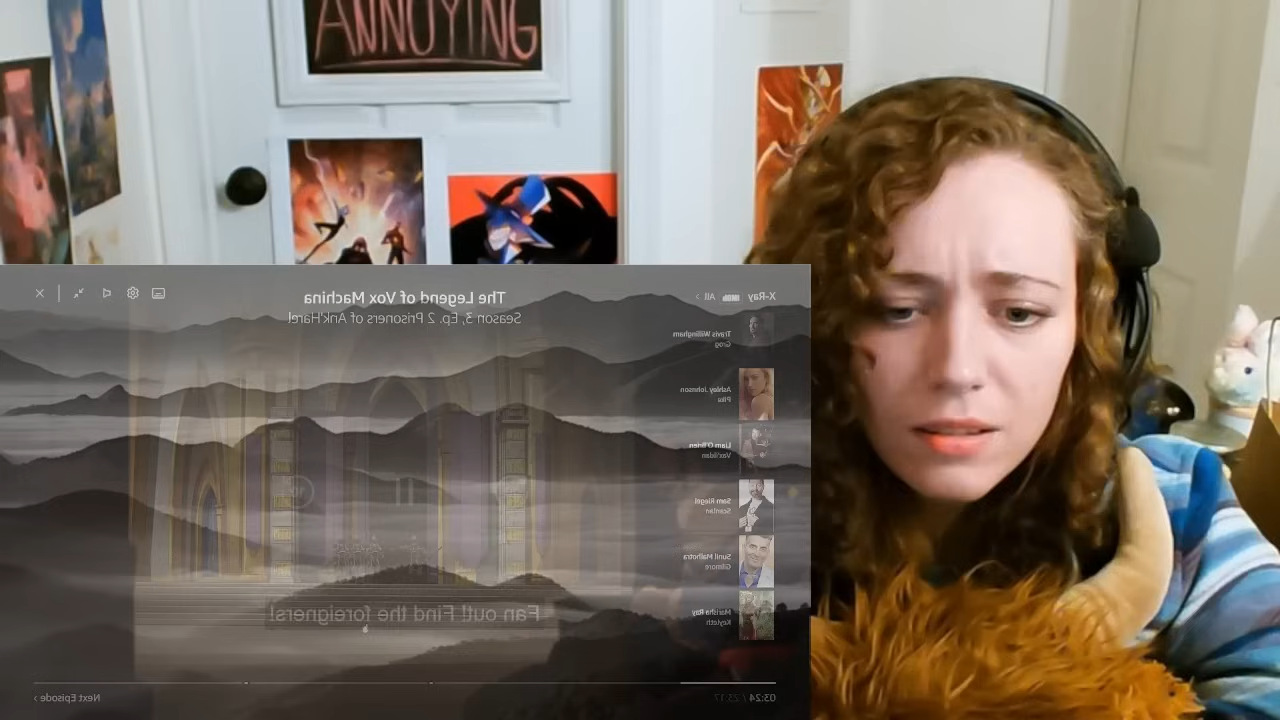 ANNOYING
The Legend of Vox Machina
Season 3, Ep. 2 Prisoners of Ank'Harel
X-Ray
All ›
Travis Willingham
Grog
Ashley Johnson
Pike
Liam O'Brien
Vax'ildan
Sam Riegel
Scanlan
Sunil Malhotra
Gilmore
Marisha Ray
Keyleth
Fan out! Find the foreigners!
03:24 / 23:17
Next Episode ›